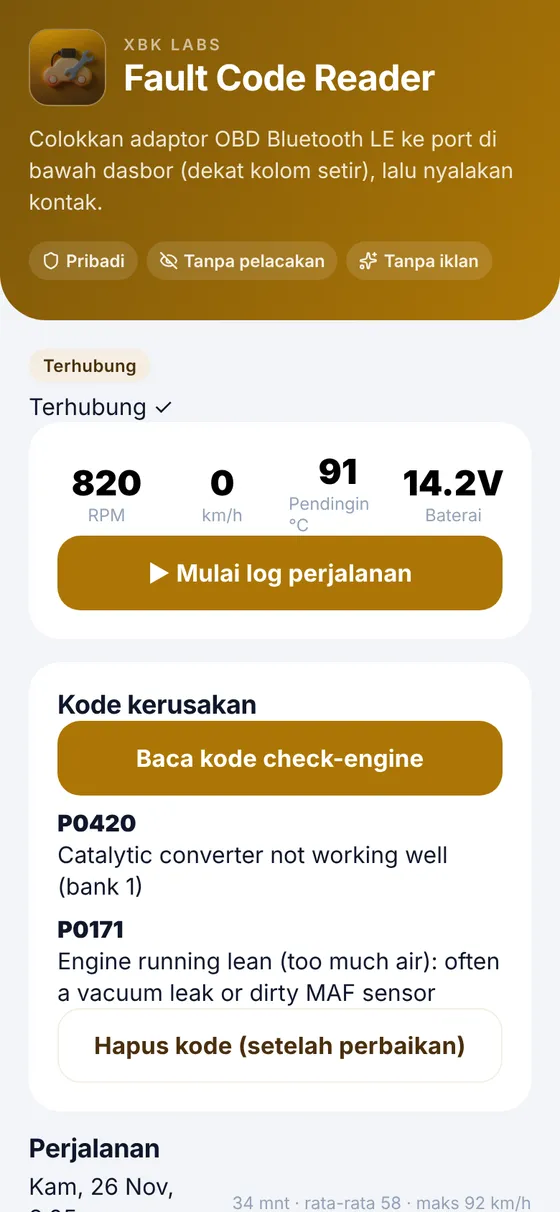 XBK LABS
Fault Code Reader
Colokkan adaptor OBD Bluetooth LE ke port di
bawah dasbor (dekat kolom setir), lalu nyalakan
kontak.
Pribadi
Tanpa pelacakan
Tanpa iklan
Terhubung
Terhubung ✓
820
RPM
0
km/h
91
Pendingin
°C
14.2V
Baterai
▶ Mulai log perjalanan
Kode kerusakan
Baca kode check-engine
P0420
Catalytic converter not working well
(bank 1)
P0171
Engine running lean (too much air): often
a vacuum leak or dirty MAF sensor
Hapus kode (setelah perbaikan)
Perjalanan
Kam, 26 Nov,
34 mnt · rata-rata 58 · maks 92 km/h